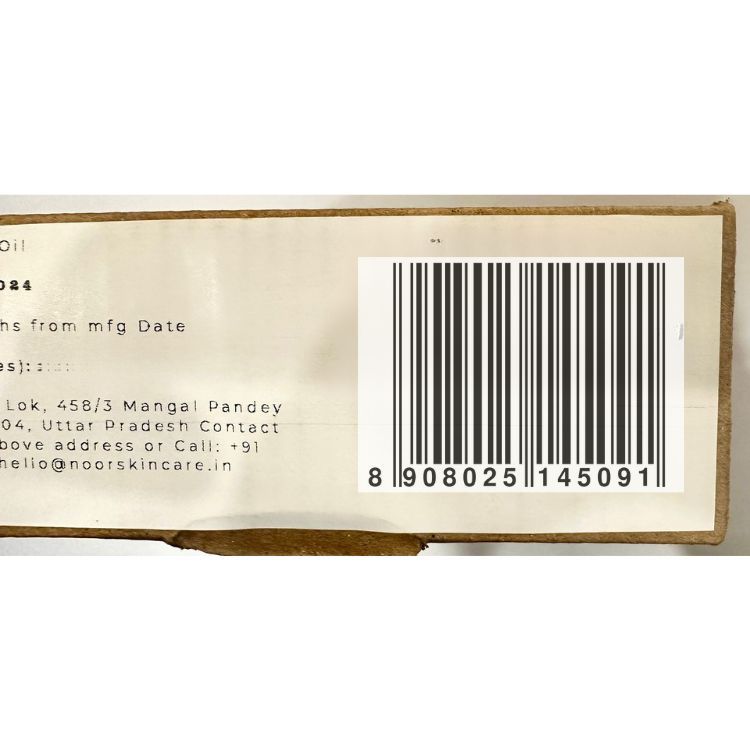 Oil
024
hs from mfg Date
es):
Lok, 458/3 Mangal Pandey
04, Uttar Pradesh Contact
bove address or Call: +91
hello@noorskincare.in
8 908025 145091